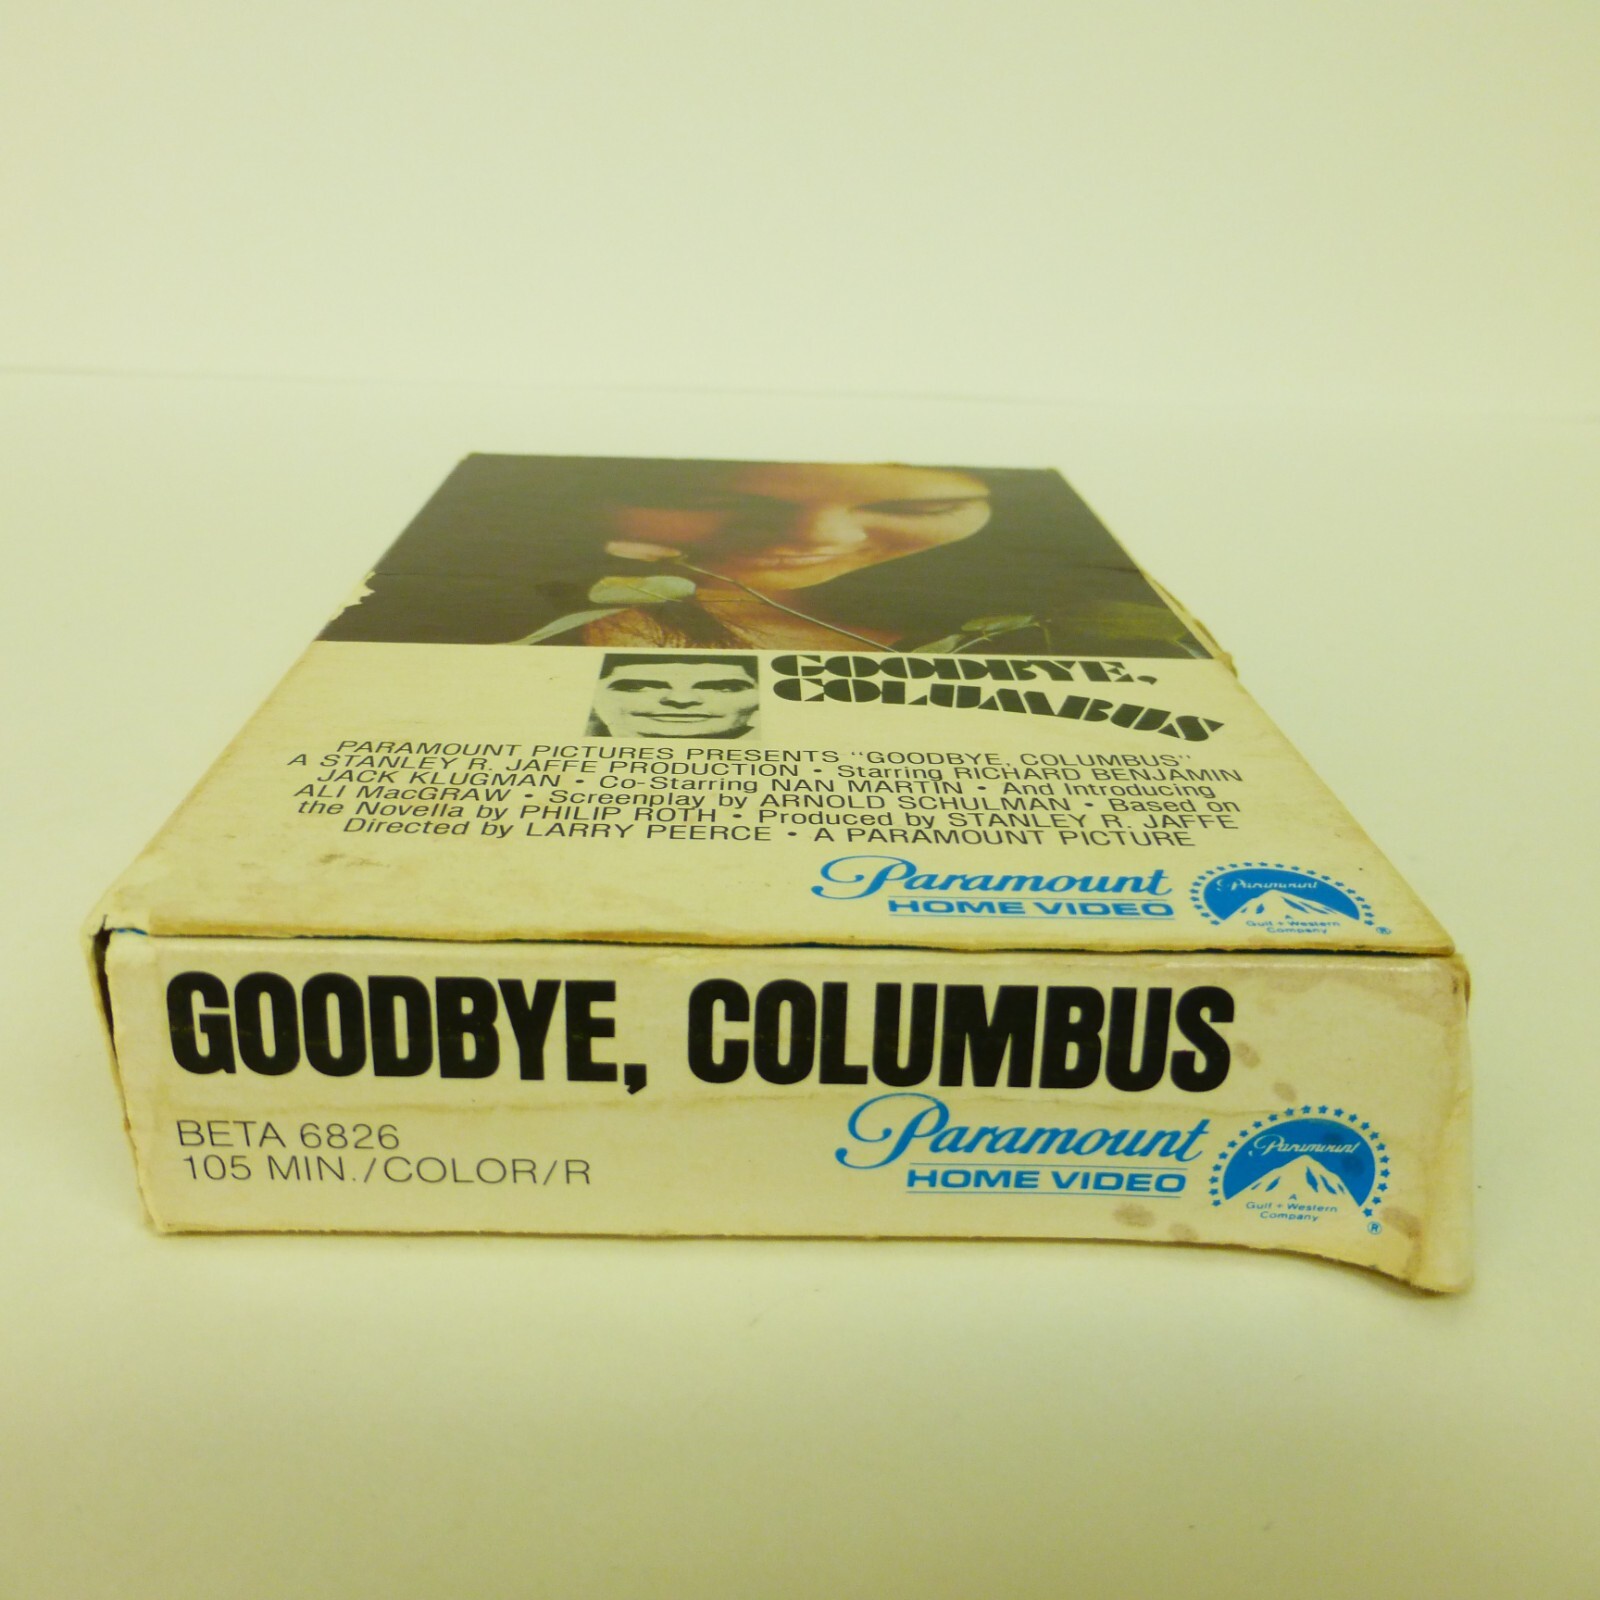 GOODBYE,
COLUMBUS
PARAMOUNT PICTURES PRESENTS "GOODBYE, COLUMBUS"
A STANLEY R. JAFFE PRODUCTION • Starring RICHARD BENJAMIN
JACK KLUGMAN • Co-Starring NAN MARTIN • And Introducing
ALI MacGRAW • Screenplay by ARNOLD SCHULMAN • Based on
the Novella by PHILIP ROTH • Produced by STANLEY R. JAFFE
Directed by LARRY PEERCE • A PARAMOUNT PICTURE
Paramount
HOME VIDEO
Paramount
A
Gulf + Western
Company
®
GOODBYE, COLUMBUS
BETA 6826
105 MIN./COLOR/R
Paramount
HOME VIDEO
Paramount
A
Gulf + Western
Company
®